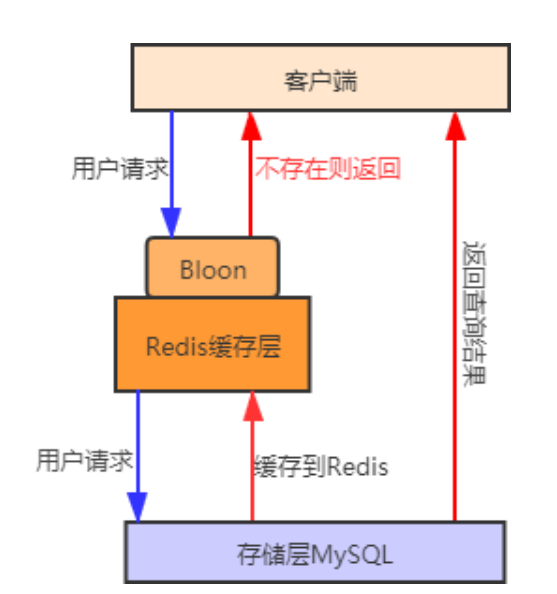 客户端
用户请求
不存在则返回
Bloon
返回查询结果
Redis缓存层
用户请求
缓存到Redis
存储层MySQL